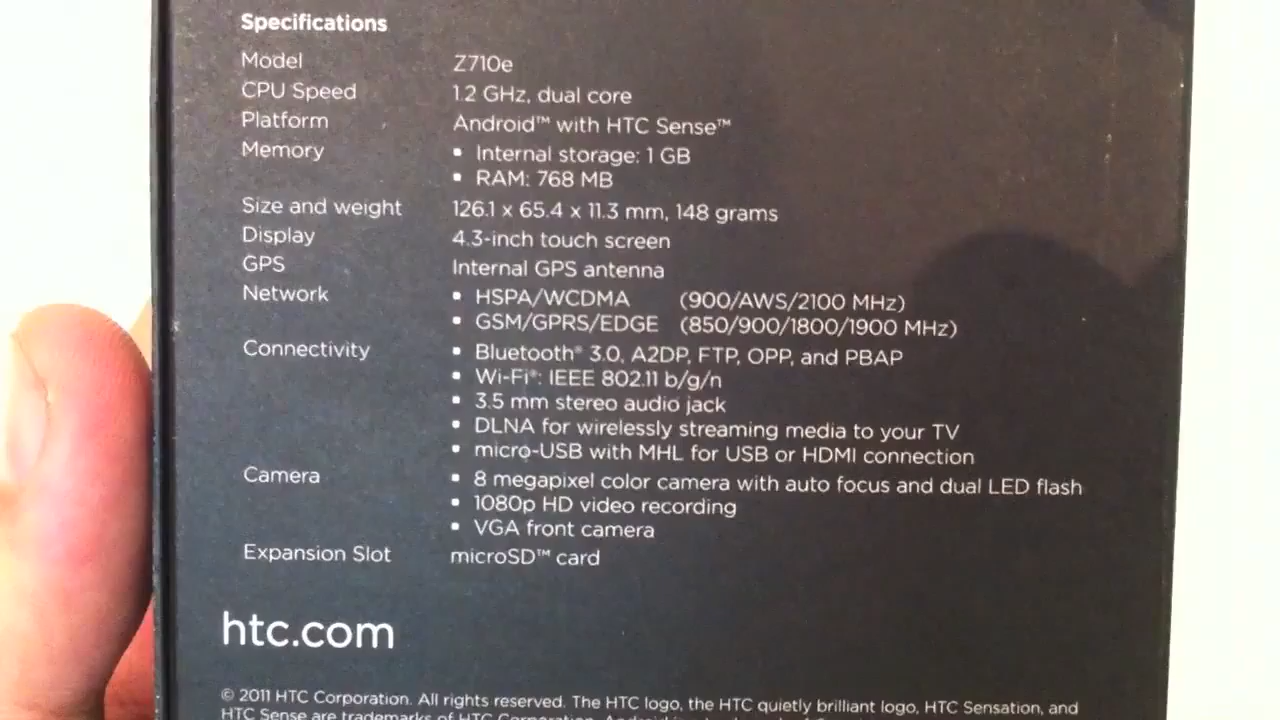 Specifications
Model Z710e
CPU Speed 1.2 GHz, dual core
Platform Android™ with HTC Sense™
Memory • Internal storage: 1 GB
• RAM: 768 MB
Size and weight 126.1 x 65.4 x 11.3 mm, 148 grams
Display 4.3-inch touch screen
GPS Internal GPS antenna
Network • HSPA/WCDMA (900/AWS/2100 MHz)
• GSM/GPRS/EDGE (850/900/1800/1900 MHz)
Connectivity • Bluetooth® 3.0, A2DP, FTP, OPP, and PBAP
• Wi-Fi®: IEEE 802.11 b/g/n
• 3.5 mm stereo audio jack
• DLNA for wirelessly streaming media to your TV
• micro-USB with MHL for USB or HDMI connection
Camera • 8 megapixel color camera with auto focus and dual LED flash
• 1080p HD video recording
• VGA front camera
Expansion Slot microSD™ card
htc.com
© 2011 HTC Corporation. All rights reserved. The HTC logo, the HTC quietly brilliant logo, HTC Sensation, and
HTC Sense are trademarks of HTC Corporation.